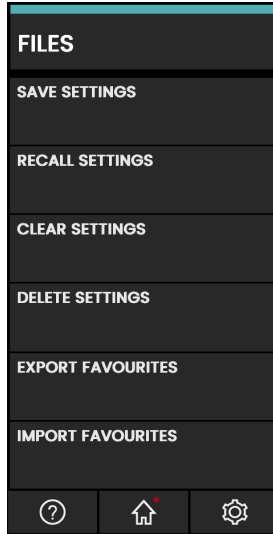 FILES
SAVE SETTINGS
RECALL SETTINGS
CLEAR SETTINGS
DELETE SETTINGS
EXPORT FAVOURITES
IMPORT FAVOURITES
?